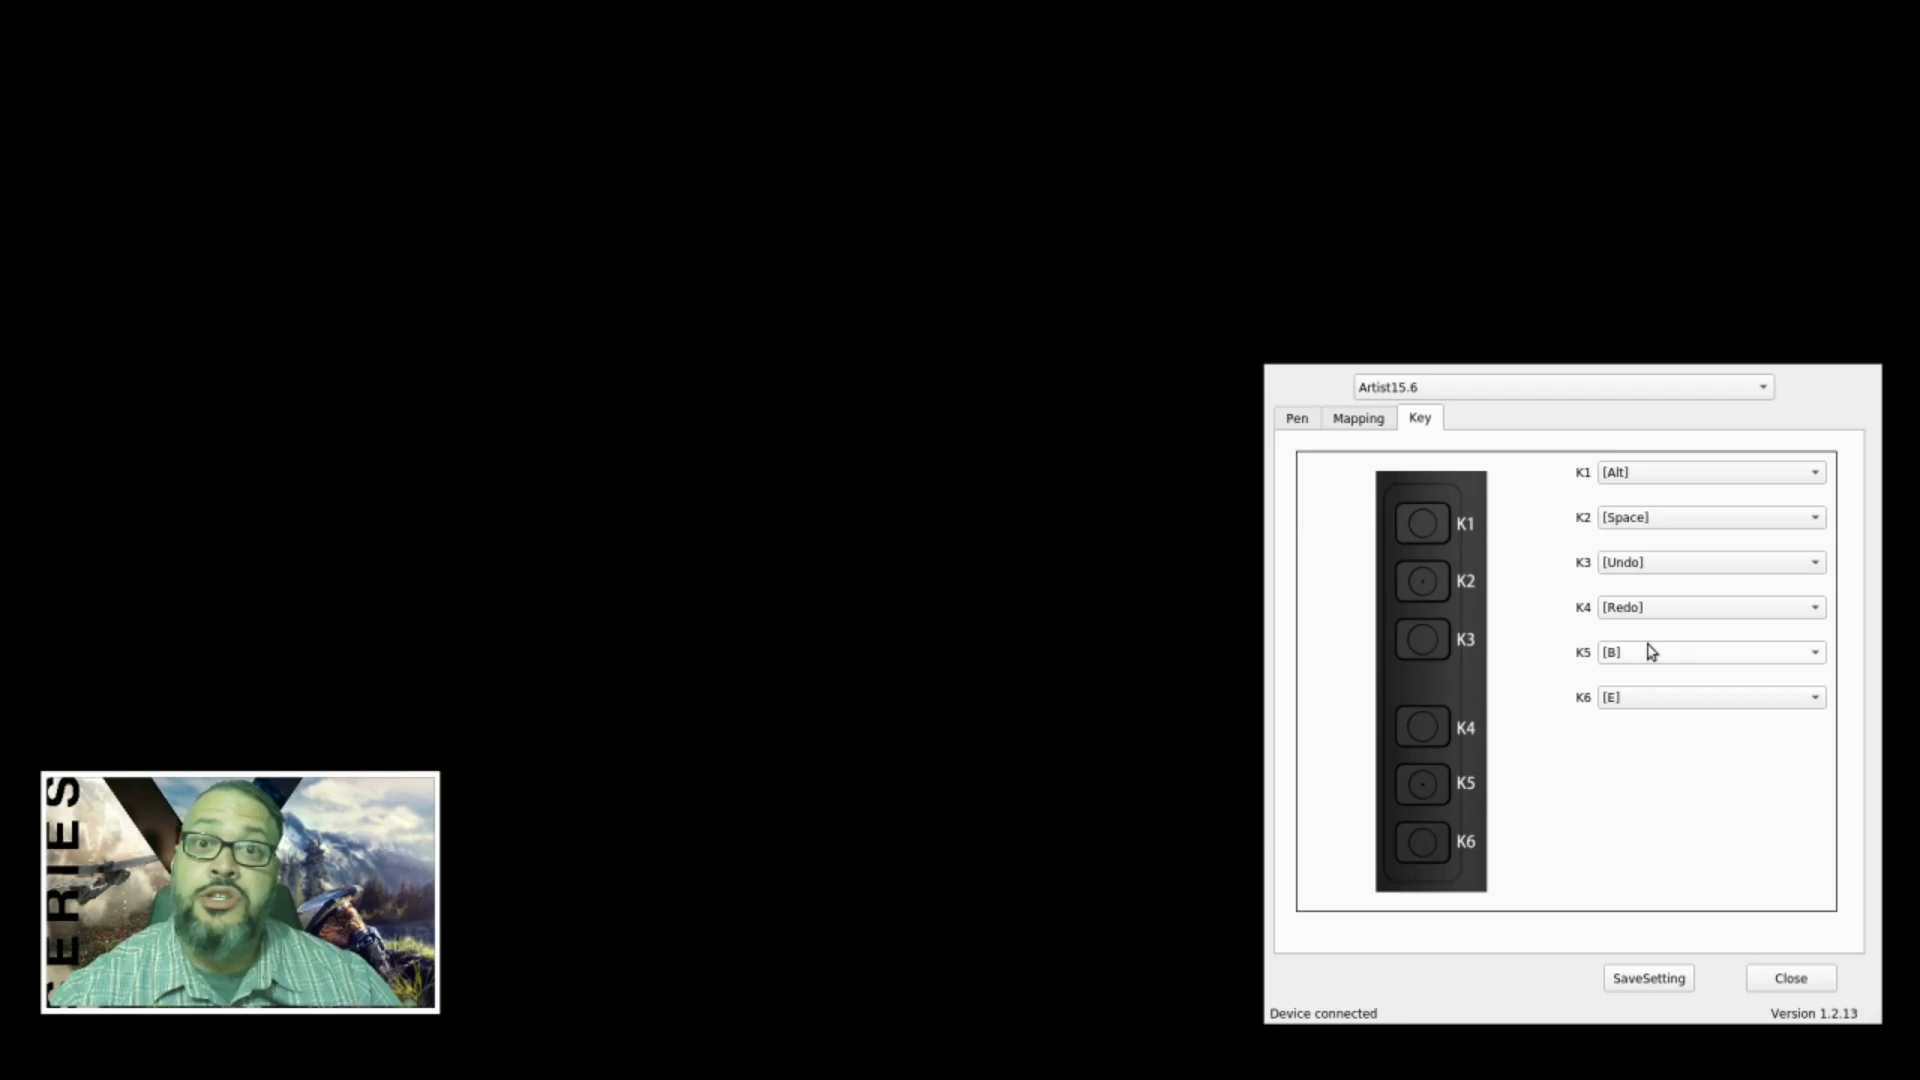 Artist15.6
Pen Mapping Key
K1 [Alt]
K2 [Space]
K3 [Undo]
K4 [Redo]
K5 [B]
K6 [E]
K1
K2
K3
K4
K5
K6
SaveSetting Close
Device connected Version 1.2.13
SERIES